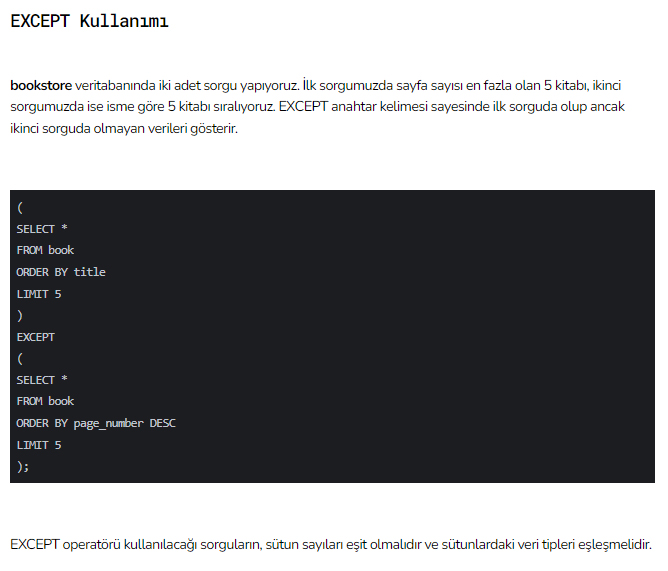 EXCEPT Kullanımı
bookstore veritabanında iki adet sorgu yapıyoruz. İlk sorgumuzda sayfa sayısı en fazla olan 5 kitabı, ikinci
sorgumuzda ise isme göre 5 kitabı sıralıyoruz. EXCEPT anahtar kelimesi sayesinde ilk sorguda olup ancak
ikinci sorguda olmayan verileri gösterir.
(
SELECT *
FROM book
ORDER BY title
LIMIT 5
)
EXCEPT
(
SELECT *
FROM book
ORDER BY page_number DESC
LIMIT 5
);
EXCEPT operatörü kullanılacağı sorguların, sütun sayıları eşit olmalıdır ve sütunlardaki veri tipleri eşleşmelidir.